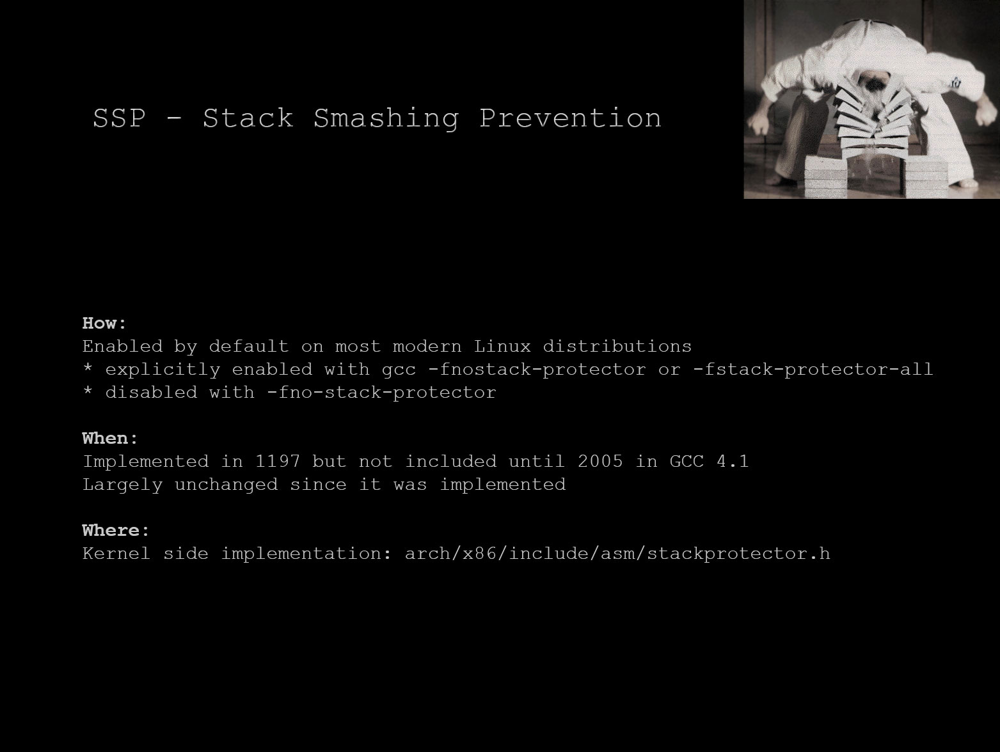 SSP - Stack Smashing Prevention
How:
Enabled by default on most modern Linux distributions
* explicitly enabled with gcc -fnostack-protector or -fstack-protector-all
* disabled with -fno-stack-protector
When:
Implemented in 1197 but not included until 2005 in GCC 4.1
Largely unchanged since it was implemented
Where:
Kernel side implementation: arch/x86/include/asm/stackprotector.h